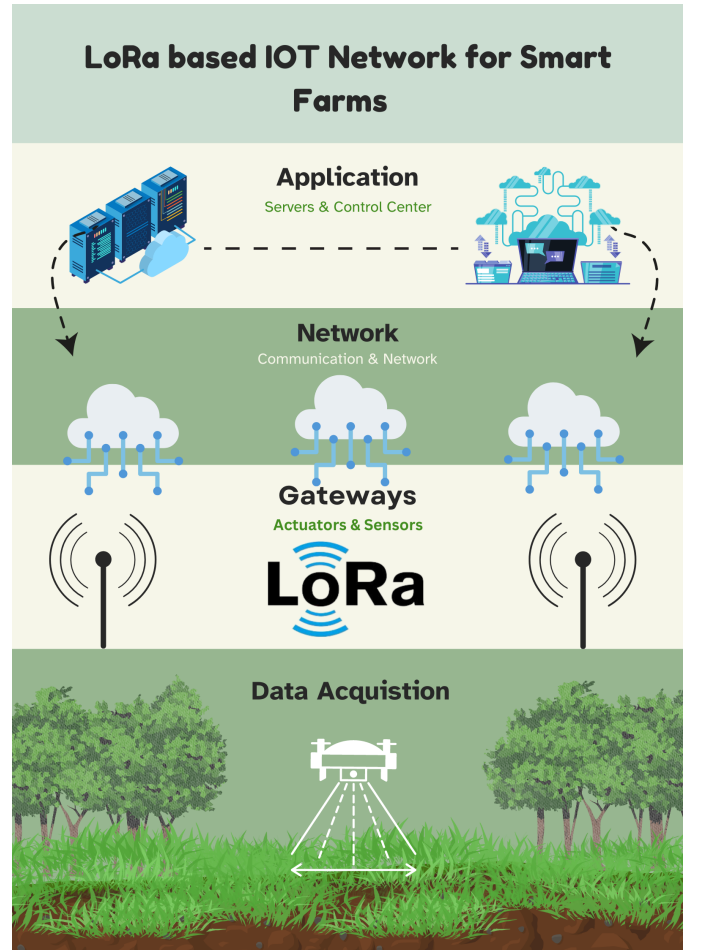 LoRa based IOT Network for Smart
Farms
Application
Servers & Control Center
Network
Communication & Network
Gateways
Actuators & Sensors
LoRa
Data Acquistion